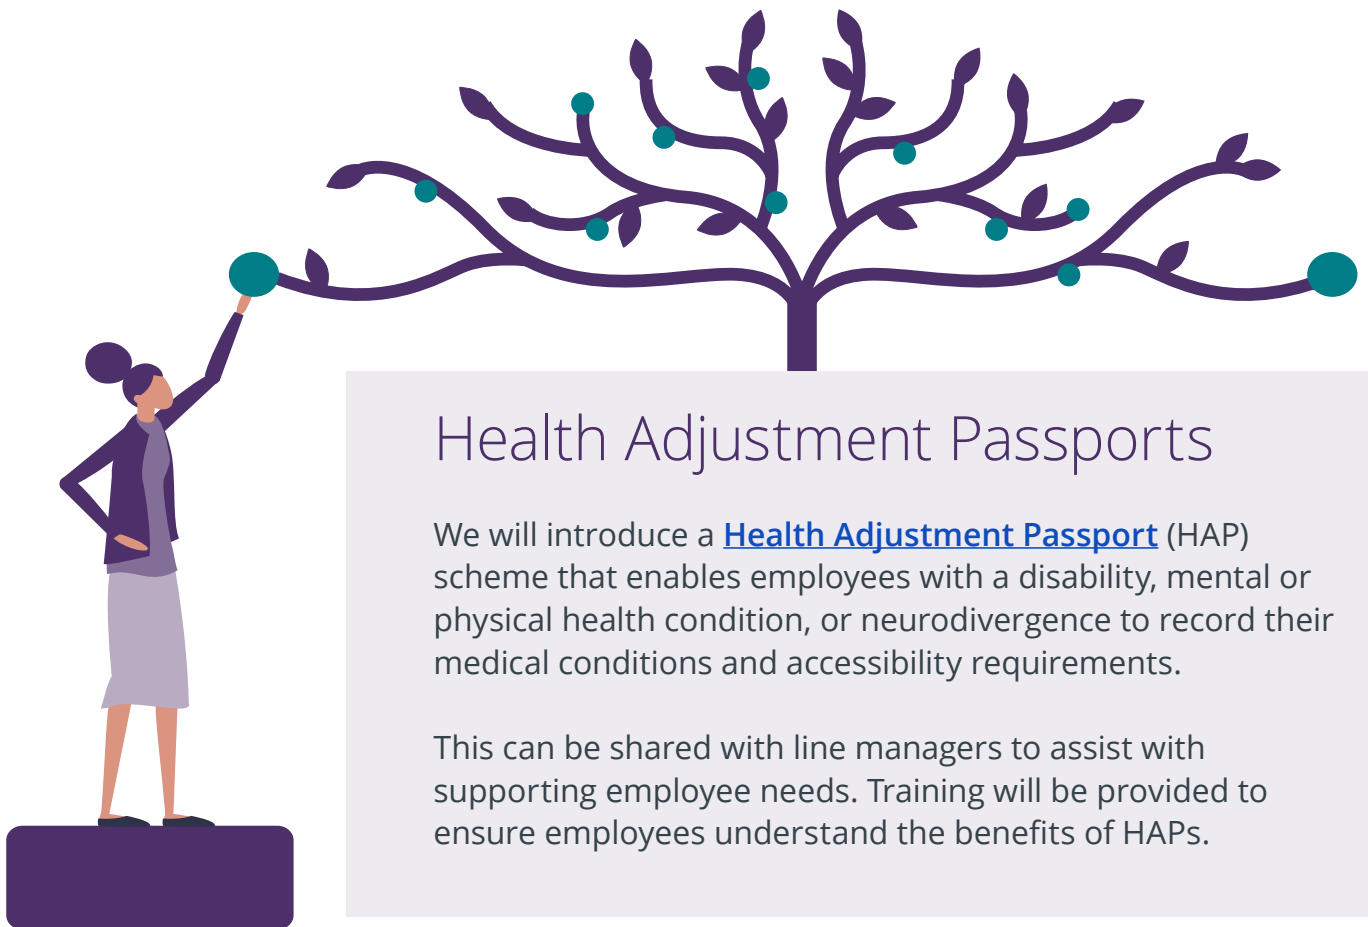 Health Adjustment Passports
We will introduce a Health Adjustment Passport (HAP)
scheme that enables employees with a disability, mental or
physical health condition, or neurodivergence to record their
medical conditions and accessibility requirements.
This can be shared with line managers to assist with
supporting employee needs. Training will be provided to
ensure employees understand the benefits of HAPs.